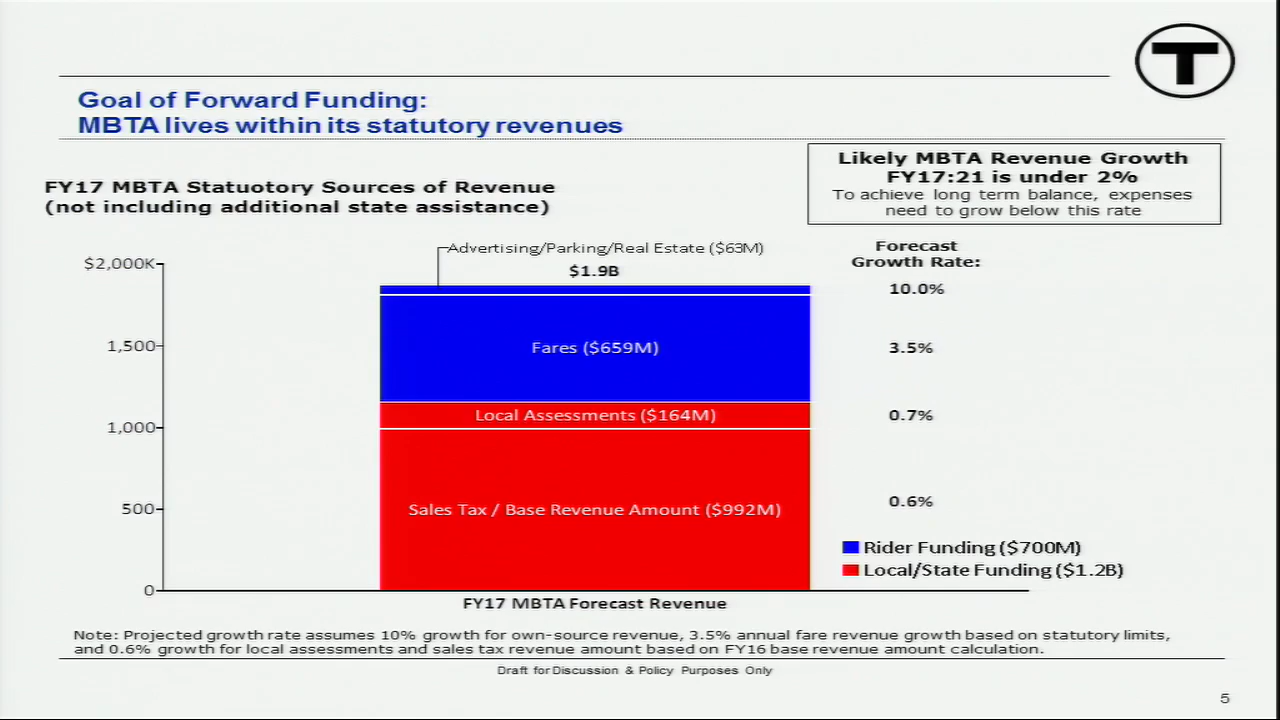 T
Goal of Forward Funding:
MBTA lives within its statutory revenues
Likely MBTA Revenue Growth
FY17:21 is under 2%
To achieve long term balance, expenses
need to grow below this rate
FY17 MBTA Statuotory Sources of Revenue
(not including additional state assistance)
Advertising/Parking/Real Estate ($63M)
$1.9B
Forecast
Growth Rate:
$2,000K
10.0%
1,500
Fares ($659M)
3.5%
Local Assessments ($164M)
0.7%
1,000
500
Sales Tax / Base Revenue Amount ($992M)
0.6%
Rider Funding ($700M)
Local/State Funding ($1.2B)
0
FY17 MBTA Forecast Revenue
Note: Projected growth rate assumes 10% growth for own-source revenue, 3.5% annual fare revenue growth based on statutory limits,
and 0.6% growth for local assessments and sales tax revenue amount based on FY16 base revenue amount calculation.
Draft for Discussion & Policy Purposes Only
5